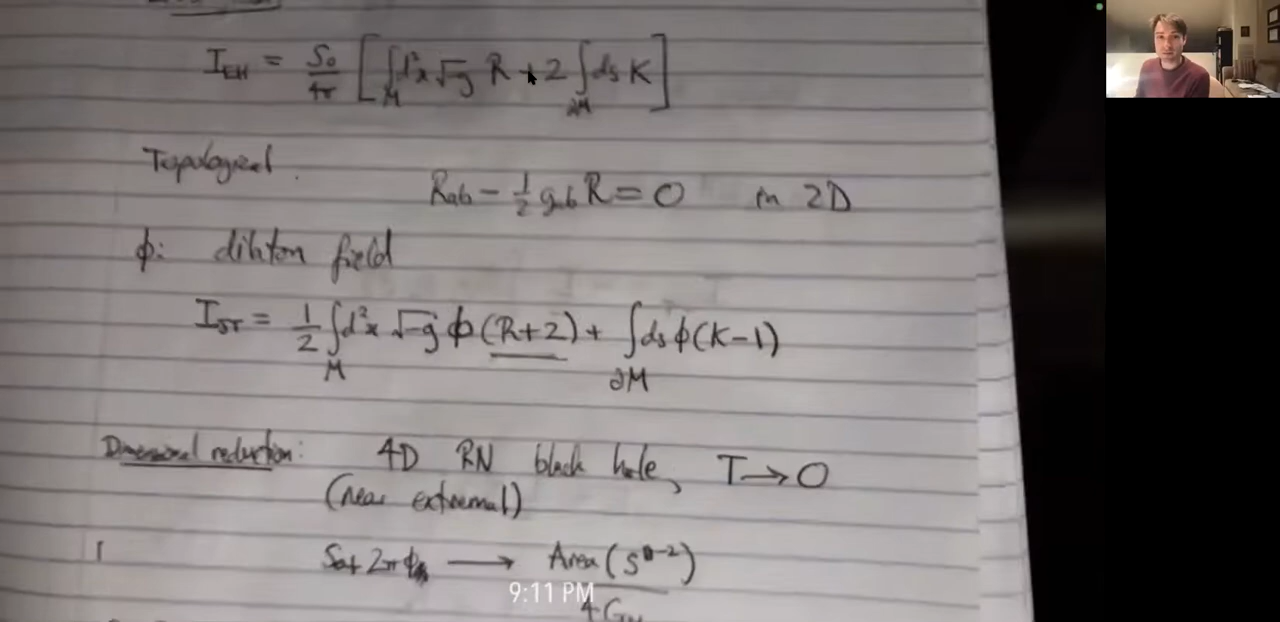 I_EH = S₀/4π [∫_M d²x √g R + 2 ∫_∂M ds K]
Topological.
R_ab − ½ g_ab R = 0 in 2D
ϕ: dilaton field
I_JT = 1/2 ∫_M d²x √-g ϕ (R+2) + ∫_∂M ds ϕ(K−1)
Dimensional reduction: 4D RN black hole, T → 0
(near extremal)
S₀ + 2π ϕ_h → Area (S^{D-2}) / 4G_N
9:11 PM